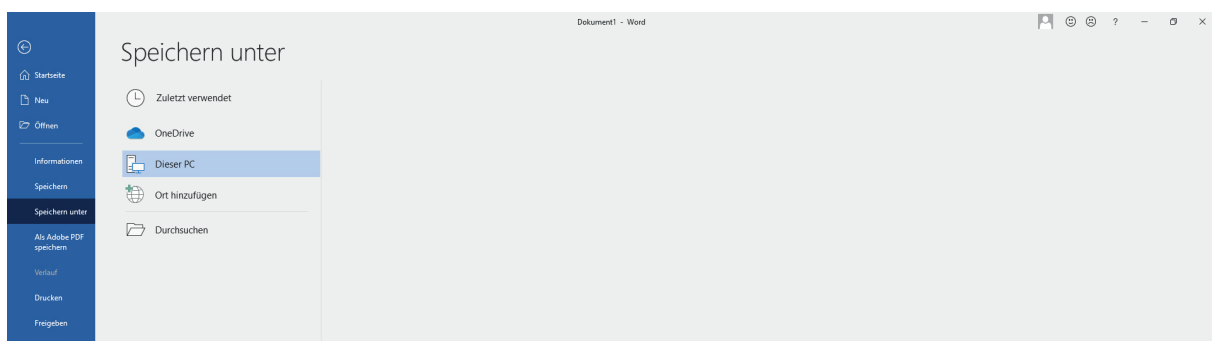 Dokument1 - Word
?
Speichern unter
Startseite
Neu
Öffnen
Informationen
Speichern
Speichern unter
Als Adobe PDF
speichern
Verlauf
Drucken
Freigeben
Zuletzt verwendet
OneDrive
Dieser PC
Ort hinzufügen
Durchsuchen